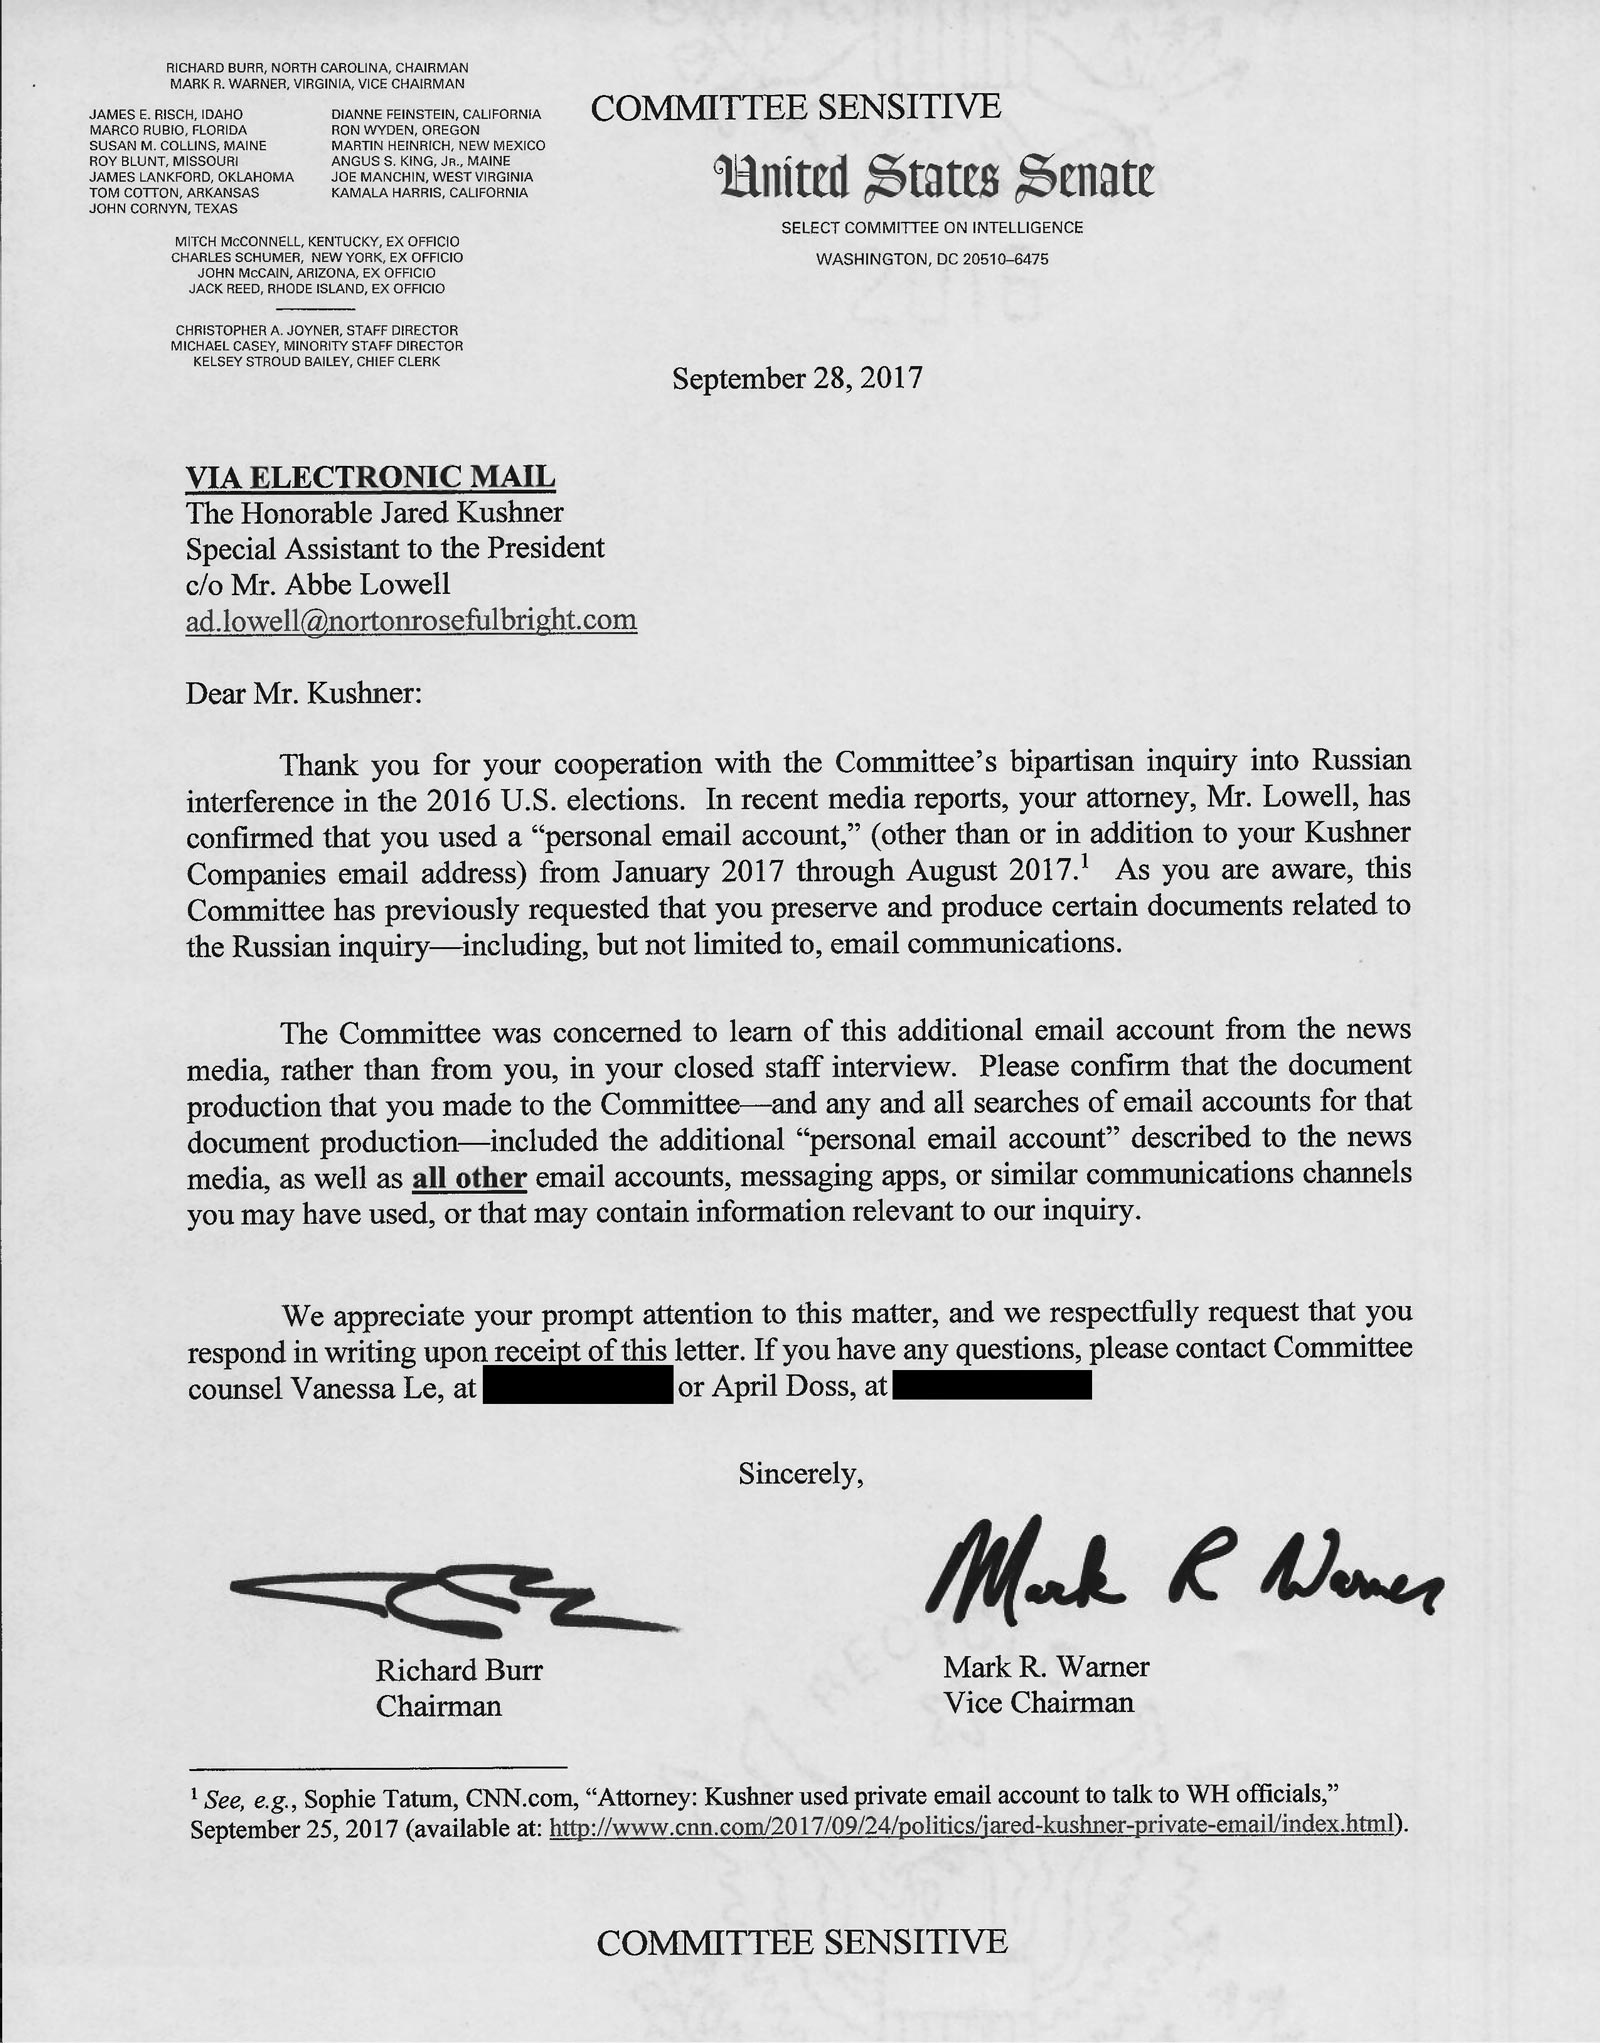 RICHARD BURR, NORTH CAROLINA, CHAIRMAN
MARK R. WARNER, VIRGINIA, VICE CHAIRMAN
JAMES E. RISCH, IDAHO
MARCO RUBIO, FLORIDA
SUSAN M. COLLINS, MAINE
ROY BLUNT, MISSOURI
JAMES LANKFORD, OKLAHOMA
TOM COTTON, ARKANSAS
JOHN CORNYN, TEXAS
DIANNE FEINSTEIN, CALIFORNIA
RON WYDEN, OREGON
MARTIN HEINRICH, NEW MEXICO
ANGUS S. KING, JR., MAINE
JOE MANCHIN, WEST VIRGINIA
KAMALA HARRIS, CALIFORNIA
MITCH McCONNELL, KENTUCKY, EX OFFICIO
CHARLES SCHUMER, NEW YORK, EX OFFICIO
JOHN McCAIN, ARIZONA, EX OFFICIO
JACK REED, RHODE ISLAND, EX OFFICIO
CHRISTOPHER A. JOYNER, STAFF DIRECTOR
MICHAEL CASEY, MINORITY STAFF DIRECTOR
KELSEY STROUD BAILEY, CHIEF CLERK
COMMITTEE SENSITIVE
United States Senate
SELECT COMMITTEE ON INTELLIGENCE
WASHINGTON, DC 20510–6475
September 28, 2017
VIA ELECTRONIC MAIL
The Honorable Jared Kushner
Special Assistant to the President
c/o Mr. Abbe Lowell
ad.lowell@nortonrosefulbright.com
Dear Mr. Kushner:
Thank you for your cooperation with the Committee’s bipartisan inquiry into Russian
interference in the 2016 U.S. elections. In recent media reports, your attorney, Mr. Lowell, has
confirmed that you used a “personal email account,” (other than or in addition to your Kushner
Companies email address) from January 2017 through August 2017.¹ As you are aware, this
Committee has previously requested that you preserve and produce certain documents related to
the Russian inquiry—including, but not limited to, email communications.
The Committee was concerned to learn of this additional email account from the news
media, rather than from you, in your closed staff interview. Please confirm that the document
production that you made to the Committee—and any and all searches of email accounts for that
document production—included the additional “personal email account” described to the news
media, as well as all other email accounts, messaging apps, or similar communications channels
you may have used, or that may contain information relevant to our inquiry.
We appreciate your prompt attention to this matter, and we respectfully request that you
respond in writing upon receipt of this letter. If you have any questions, please contact Committee
counsel Vanessa Le, at or April Doss, at
Sincerely,
Mark R Warner
Richard Burr
Chairman
Mark R. Warner
Vice Chairman
¹ See, e.g., Sophie Tatum, CNN.com, “Attorney: Kushner used private email account to talk to WH officials,”
September 25, 2017 (available at: http://www.cnn.com/2017/09/24/politics/jared-kushner-private-email/index.html).
COMMITTEE SENSITIVE